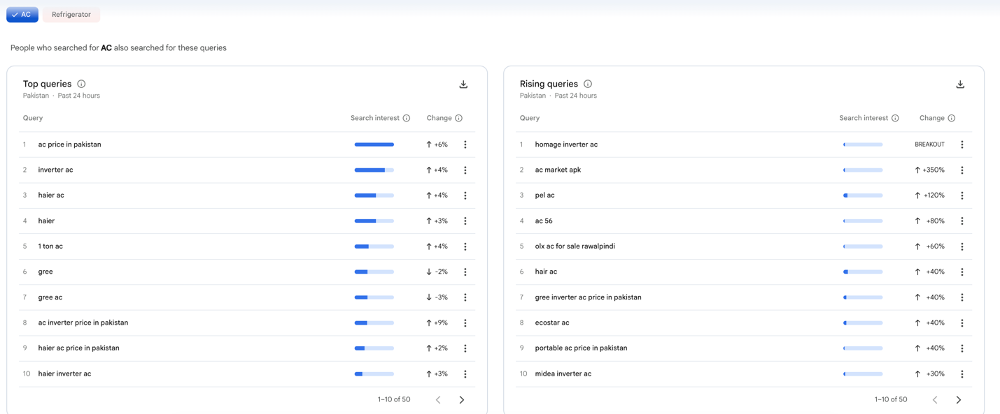 AC
Refrigerator
People who searched for AC also searched for these queries
Top queries
Pakistan · Past 24 hours
Query Search interest Change
1 ac price in pakistan +6%
2 inverter ac +4%
3 haier ac +4%
4 haier +3%
5 1 ton ac +4%
6 gree -2%
7 gree ac -3%
8 ac inverter price in pakistan +9%
9 haier ac price in pakistan +2%
10 haier inverter ac +3%
1–10 of 50
Rising queries
Pakistan · Past 24 hours
Query Search interest Change
1 homage inverter ac BREAKOUT
2 ac market apk +350%
3 pel ac +120%
4 ac 56 +80%
5 olx ac for sale rawalpindi +60%
6 hair ac +40%
7 gree inverter ac price in pakistan +40%
8 ecostar ac +40%
9 portable ac price in pakistan +40%
10 midea inverter ac +30%
1–10 of 50